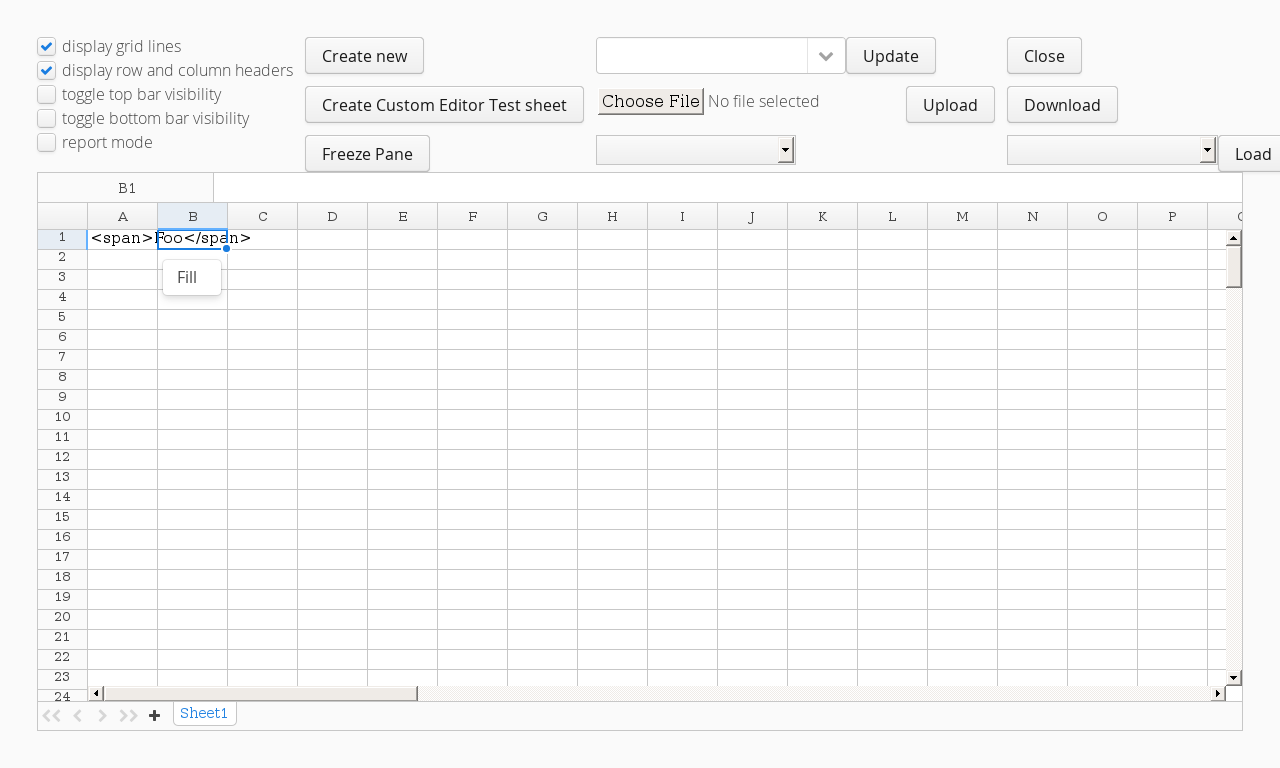 display grid lines
display row and column headers
toggle top bar visibility
toggle bottom bar visibility
report mode
Create new
Update
Close
Create Custom Editor Test sheet
Choose File No file selected
Upload
Download
Freeze Pane
Load
B1
A B C D E F G H I J K L M N O P
1 <span>Foo</span>
2
Fill
3
4
5
6
7
8
9
10
11
12
13
14
15
16
17
18
19
20
21
22
23
24
Sheet1